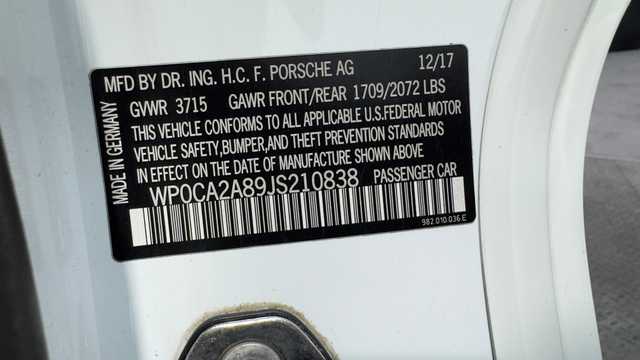 MFD BY DR. ING. H.C. F. PORSCHE AG 12/17
GVWR 3715 GAWR FRONT/REAR 1709/2072 LBS
THIS VEHICLE CONFORMS TO ALL APPLICABLE U.S.FEDERAL MOTOR
VEHICLE SAFETY,BUMPER,AND THEFT PREVENTION STANDARDS
IN EFFECT ON THE DATE OF MANUFACTURE SHOWN ABOVE
WP0CA2A89JS210838 PASSENGER CAR
982.010.036.E
MADE IN GERMANY